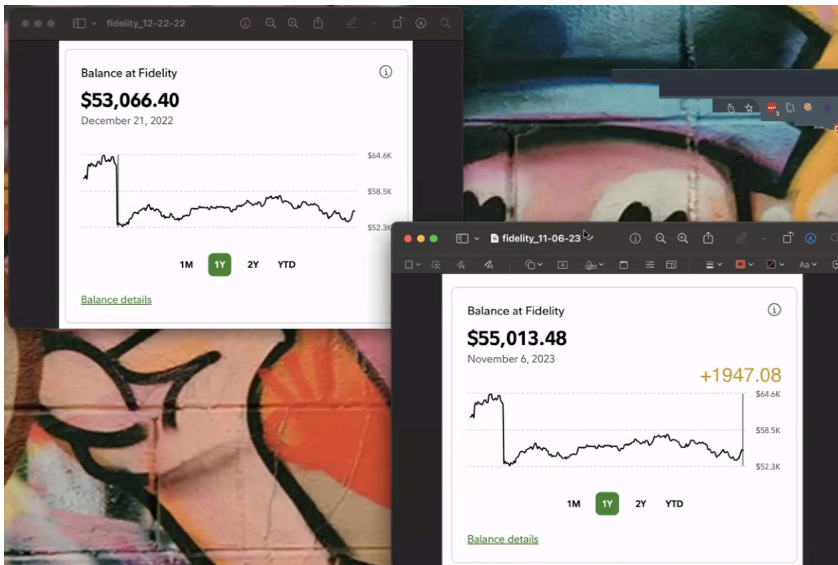 fidelity_12-22-22
Balance at Fidelity
$53,066.40
December 21, 2022
$64.6K
$58.5K
$52.3K
1M 1Y 2Y YTD
Balance details
fidelity_11-06-23
Aa
Balance at Fidelity
$55,013.48
November 6, 2023
+1947.08
$64.6K
$58.5K
$52.3K
1M 1Y 2Y YTD
Balance details